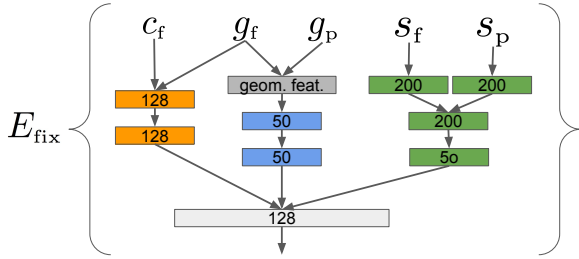 c_f g_f g_p s_f s_p
geom. feat. 200 200
128 50 200
E_fix
128 50 5o
128